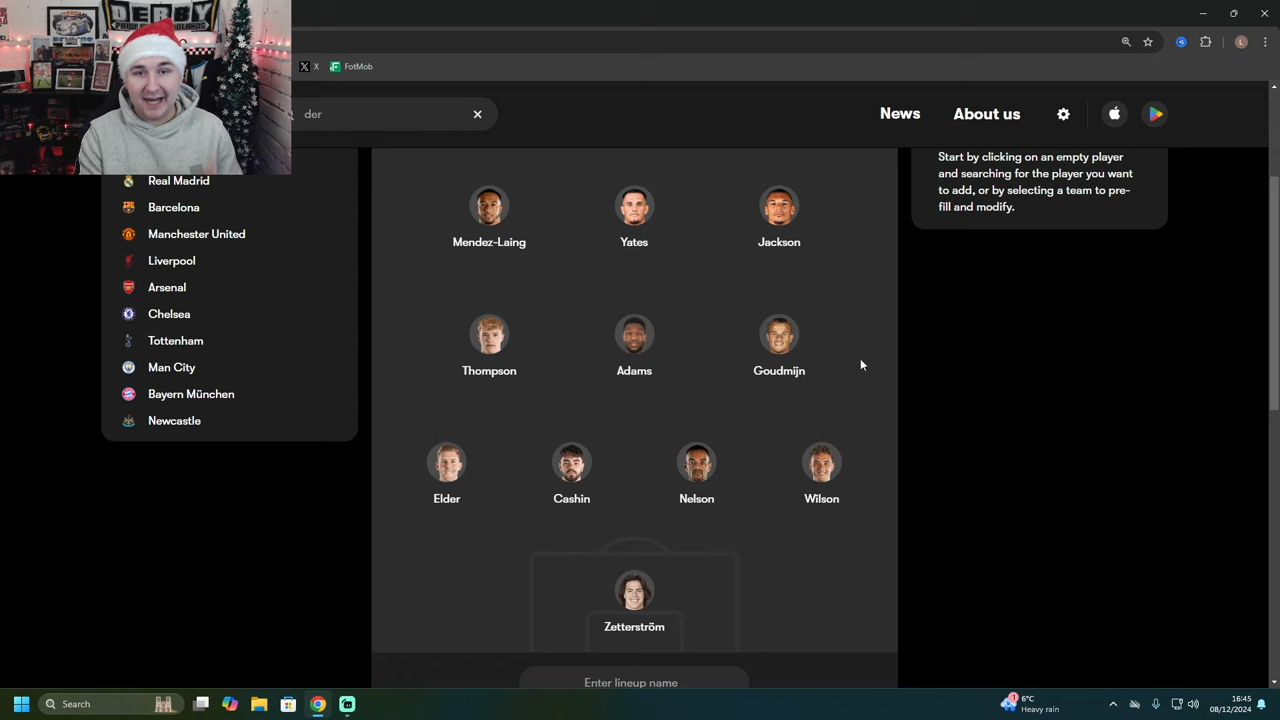 DERBY
X
FotMob
L
der
News
About us
Real Madrid
Barcelona
Manchester United
Liverpool
Arsenal
Chelsea
Tottenham
Man City
Bayern München
Newcastle
Mendez-Laing
Yates
Jackson
Thompson
Adams
Goudmijn
Elder
Cashin
Nelson
Wilson
Zetterström
Enter lineup name
Start by clicking on an empty player
and searching for the player you want
to add, or by selecting a team to pre-
fill and modify.
Search
1
6°C
Heavy rain
16:45
08/12/2024